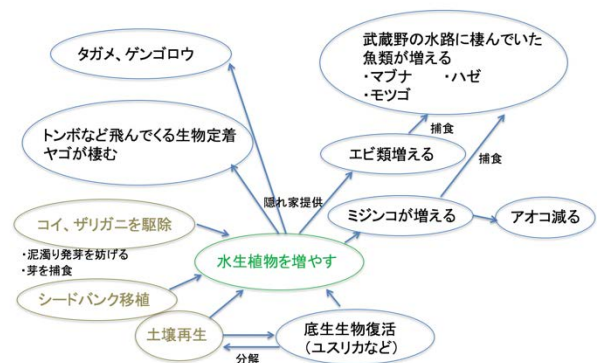 武蔵野の水路に棲んでいた
魚類が増える
・マブナ ・ハゼ
・モツゴ
タガメ、ゲンゴロウ
捕食
トンボなど飛んでくる生物定着
ヤゴが棲む
エビ類増える
捕食
隠れ家提供
コイ、ザリガニを駆除
ミジンコが増える
アオコ減る
・泥濁り発芽を妨げる
・芽を捕食
水生植物を増やす
シードバンク移植
土壌再生
底生生物復活
(ユスリカなど)
分解